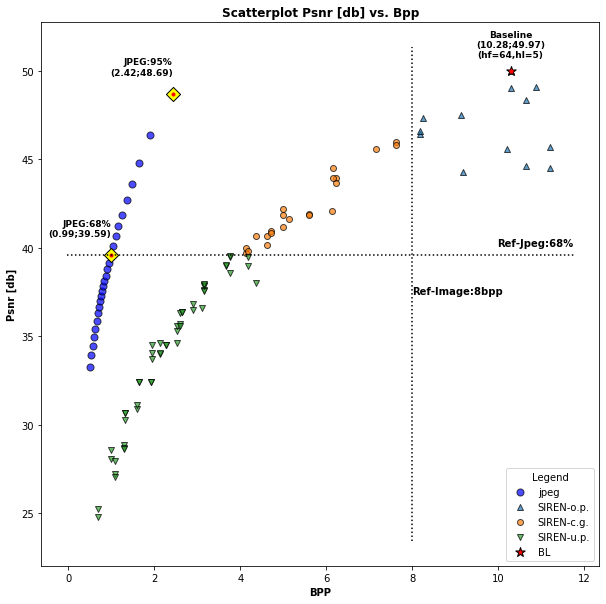 Scatterplot Psnr [db] vs. Bpp
Baseline
(10.28;49.97)
(hf=64,hl=5)
JPEG:95%
(2.42;48.69)
JPEG:68%
(0.99;39.59)
Ref-Jpeg:68%
Ref-Image:8bpp
Psnr [db]
50
45
40
35
30
25
0
2
4
6
8
10
12
BPP
Legend
jpeg
SIREN-o.p.
SIREN-c.g.
SIREN-u.p.
BL